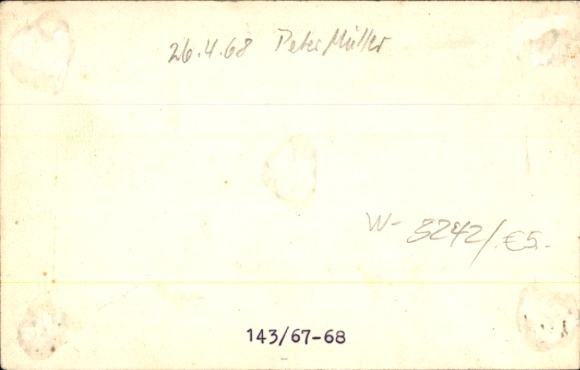 26.4.68 Peter Müller
W- 3242/.€5.-
143/67-68